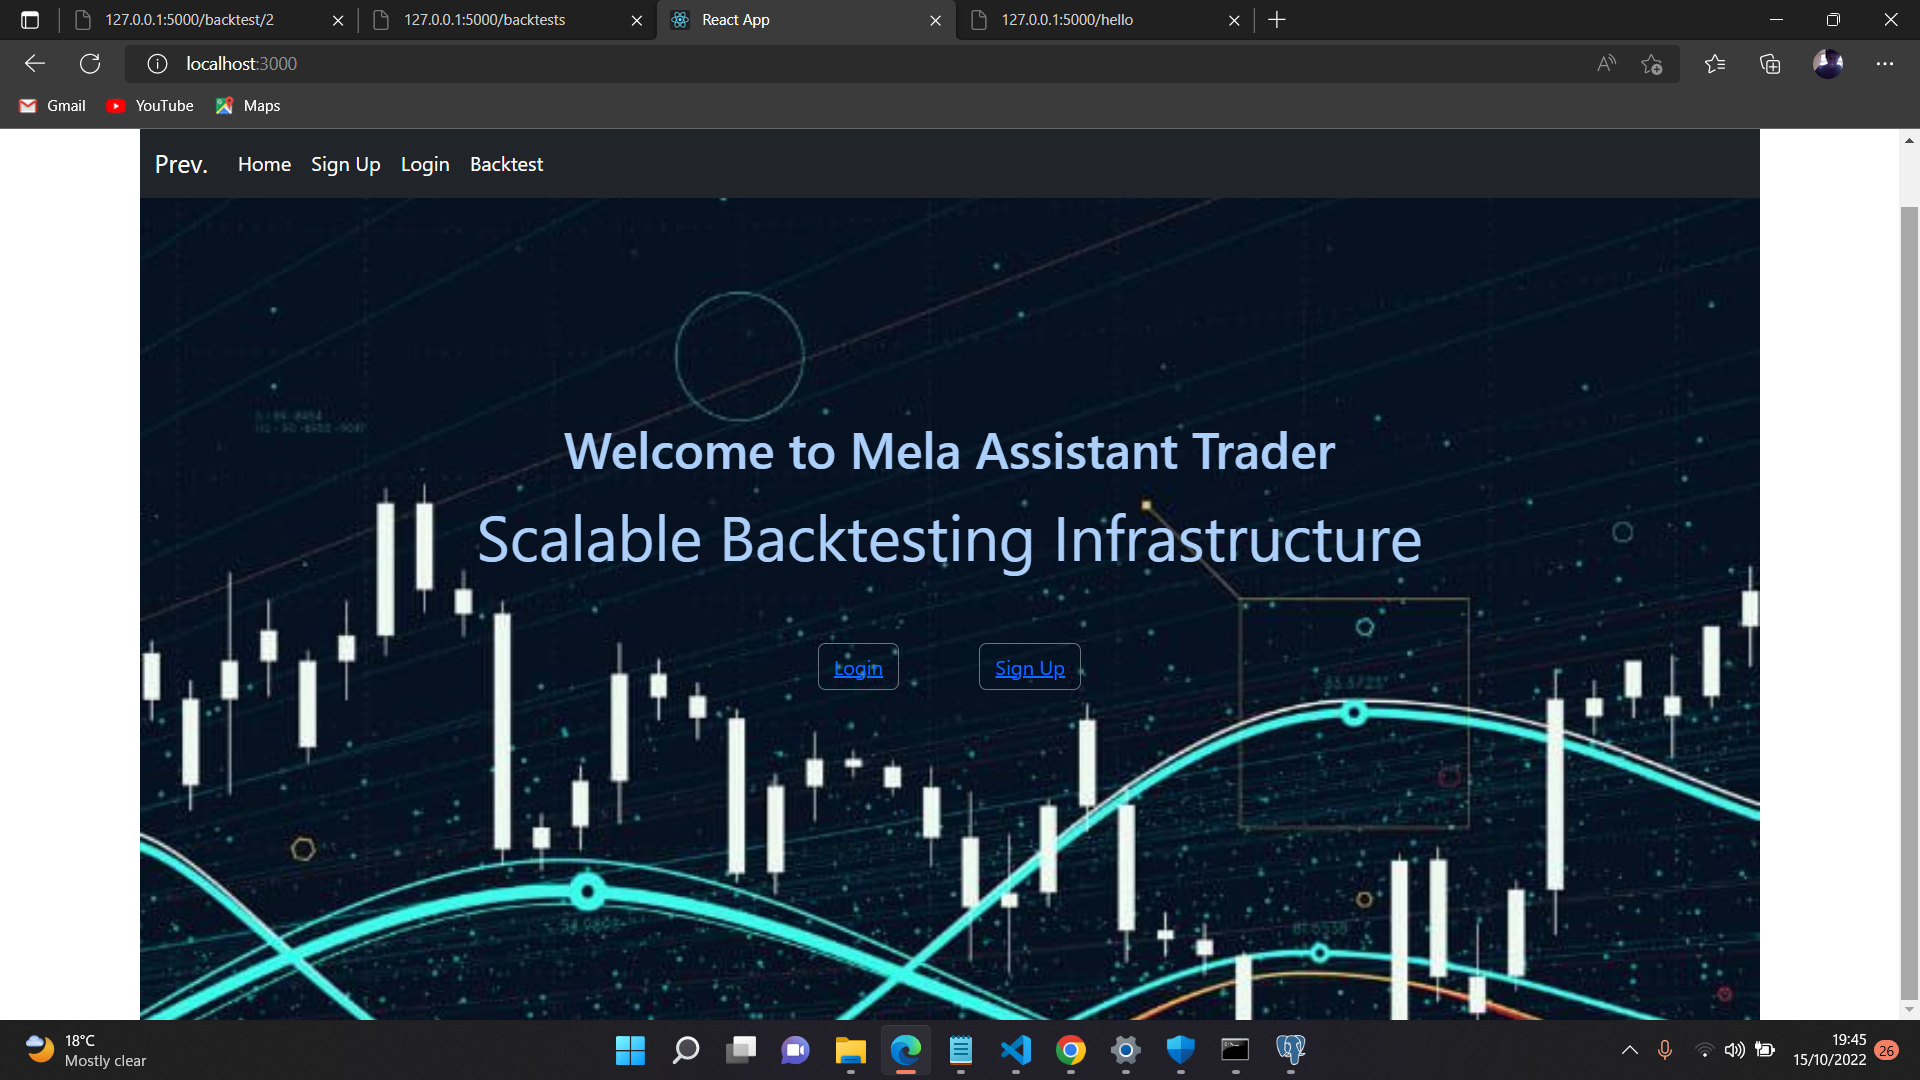 127.0.0.1:5000/backtest/2
127.0.0.1:5000/backtests
React App
127.0.0.1:5000/hello
localhost:3000
Gmail
YouTube
Maps
Prev.
Home
Sign Up
Login
Backtest
Welcome to Mela Assistant Trader
Scalable Backtesting Infrastructure
Login
Sign Up
18°C
Mostly clear
19:45
15/10/2022
26